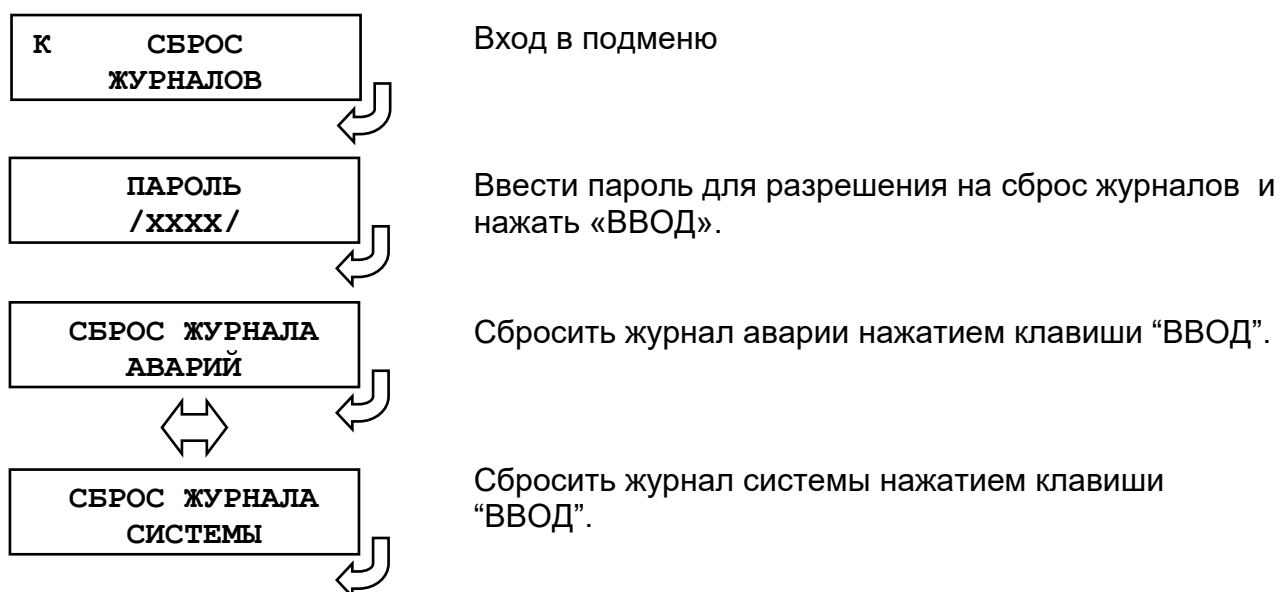 К СБРОС
ЖУРНАЛОВ
Вход в подменю
ПАРОЛЬ
/XXXX/
Ввести пароль для разрешения на сброс журналов и
нажать «ВВОД».
СБРОС ЖУРНАЛА
АВАРИЙ
Сбросить журнал аварии нажатием клавиши “ВВОД”.
СБРОС ЖУРНАЛА
СИСТЕМЫ
Сбросить журнал системы нажатием клавиши
“ВВОД”.